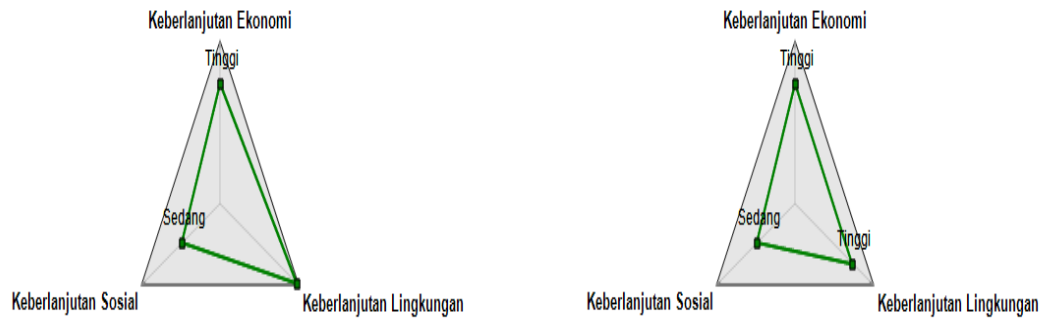 Keberlanjutan Ekonomi
Tinggi
Sedang
Keberlanjutan Sosial
Keberlanjutan Lingkungan
Keberlanjutan Ekonomi
Tinggi
Sedang
Tinggi
Keberlanjutan Sosial
Keberlanjutan Lingkungan